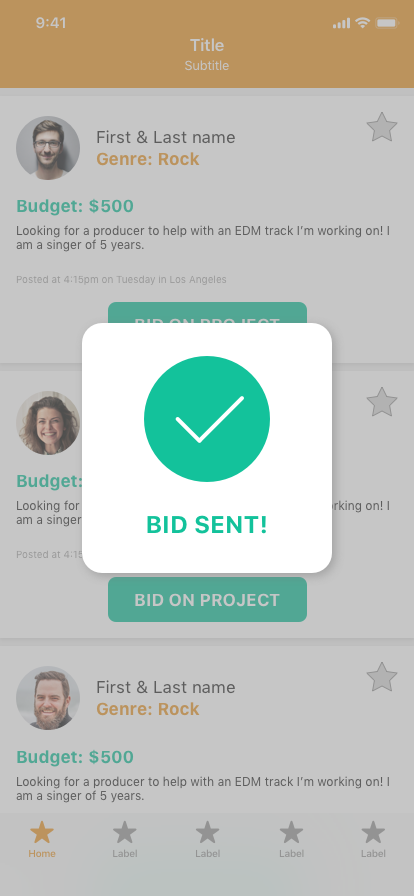 9:41
Title
Subtitle
First & Last name
Genre: Rock
Budget: $500
Looking for a producer to help with an EDM track I'm working on! I
am a singer of 5 years.
Posted at 4:15pm on Tuesday in Los Angeles
BID ON PROJECT
BID SENT!
Budget:
Looking for rking on! I
am a singer
Posted at 4:15
BID ON PROJECT
First & Last name
Genre: Rock
Budget: $500
Looking for a producer to help with an EDM track I'm working on! I
am a singer of 5 years.
Home Label Label Label Label